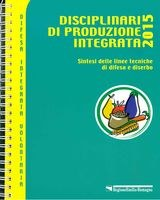 DIFESA INTEGRATA VOLONTARIA
DISCIPLINARI
DI PRODUZIONE
INTEGRATA
2015
Sintesi delle linee tecniche
di difesa e diserbo
RegioneEmilia-Romagna